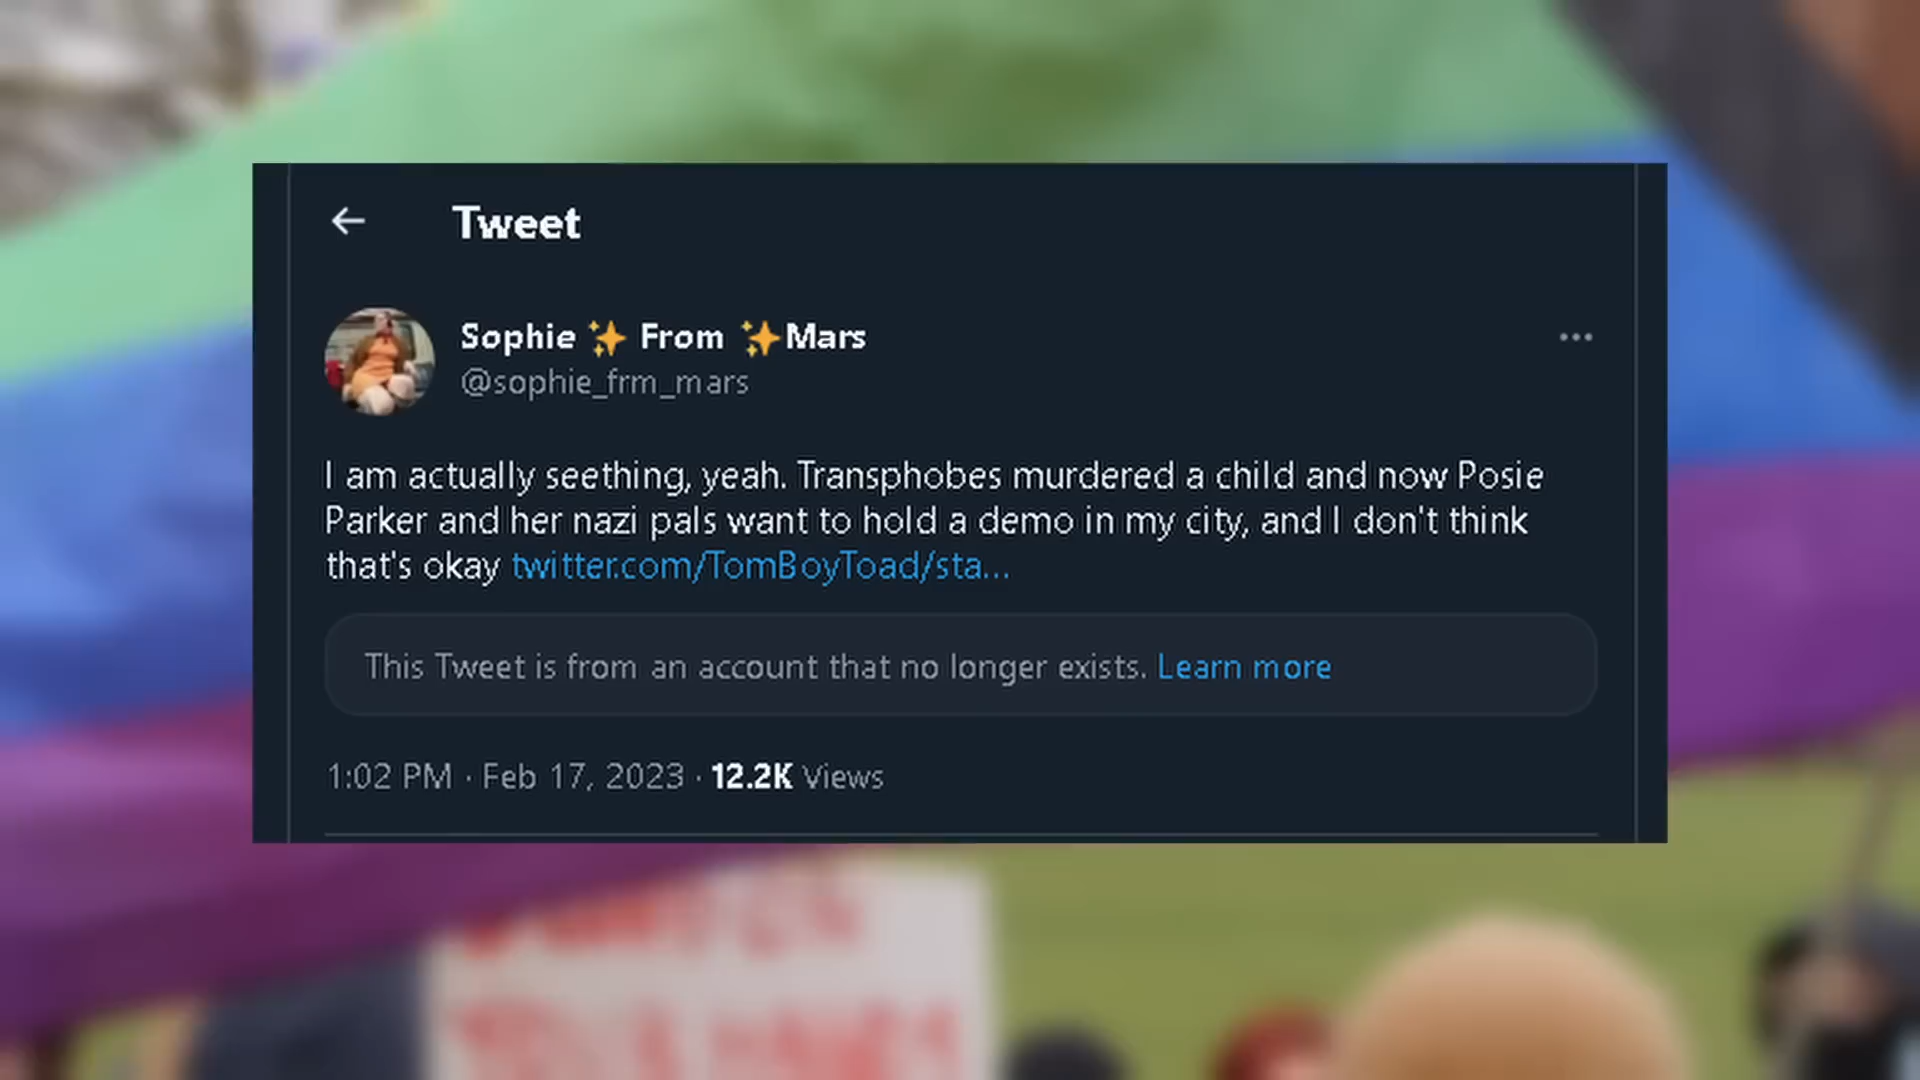 Tweet
Sophie ✨ From ✨Mars
@sophie_frm_mars
I am actually seething, yeah. Transphobes murdered a child and now Posie
Parker and her nazi pals want to hold a demo in my city, and I don't think
that's okay twitter.com/TomBoyToad/sta...
This Tweet is from an account that no longer exists. Learn more
1:02 PM · Feb 17, 2023 · 12.2K Views